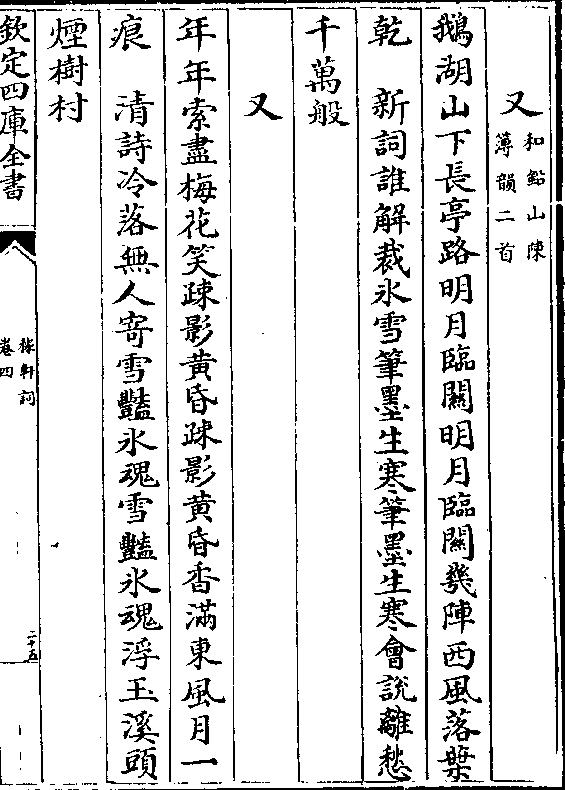 又和鉛山陳
簿韻二首
鵝湖山下長亭路明月臨關明月臨關幾陣西風落葉
乾　新詞誰解裁氷雪筆墨生寒筆墨生寒會說離愁
千萬般
又
年年索盡梅花笑疎影黄昏疎影黄昏香滿東風月一
痕　清詩冷落無人寄雪豔氷魂雪豔氷魂浮玉溪頭
煙樹村
欽定四庫全書
稼軒詞
卷四
二十五